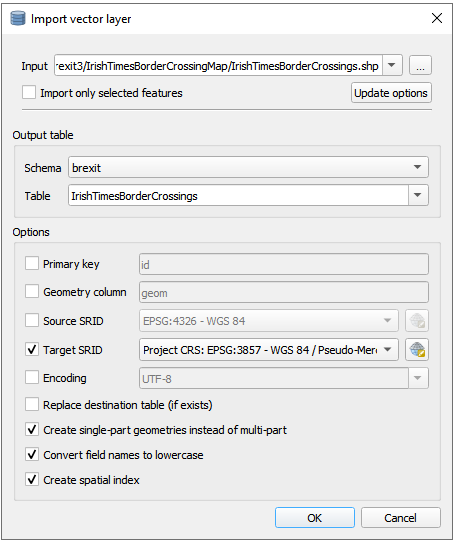 Import vector layer
Input rexit3/IrishTimesBorderCrossingMap/IrishTimesBorderCrossings.shp ...
Import only selected features Update options
Output table
Schema brexit
Table IrishTimesBorderCrossings
Options
Primary key id
Geometry column geom
Source SRID EPSG:4326 - WGS 84
Target SRID Project CRS: EPSG:3857 - WGS 84 / Pseudo-Mer
Encoding UTF-8
Replace destination table (if exists)
Create single-part geometries instead of multi-part
Convert field names to lowercase
Create spatial index
OK Cancel